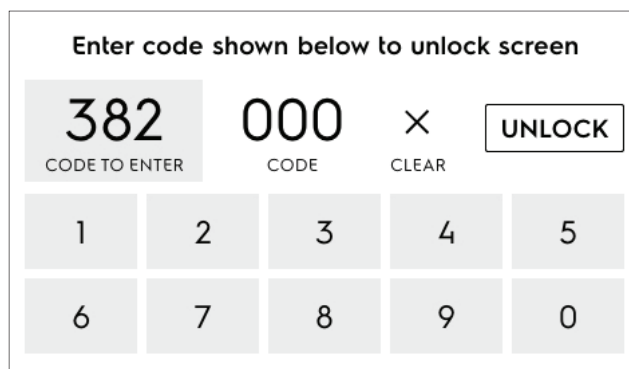 Enter code shown below to unlock screen
382 000 × UNLOCK
CODE TO ENTER CODE CLEAR
1 2 3 4 5
6 7 8 9 0